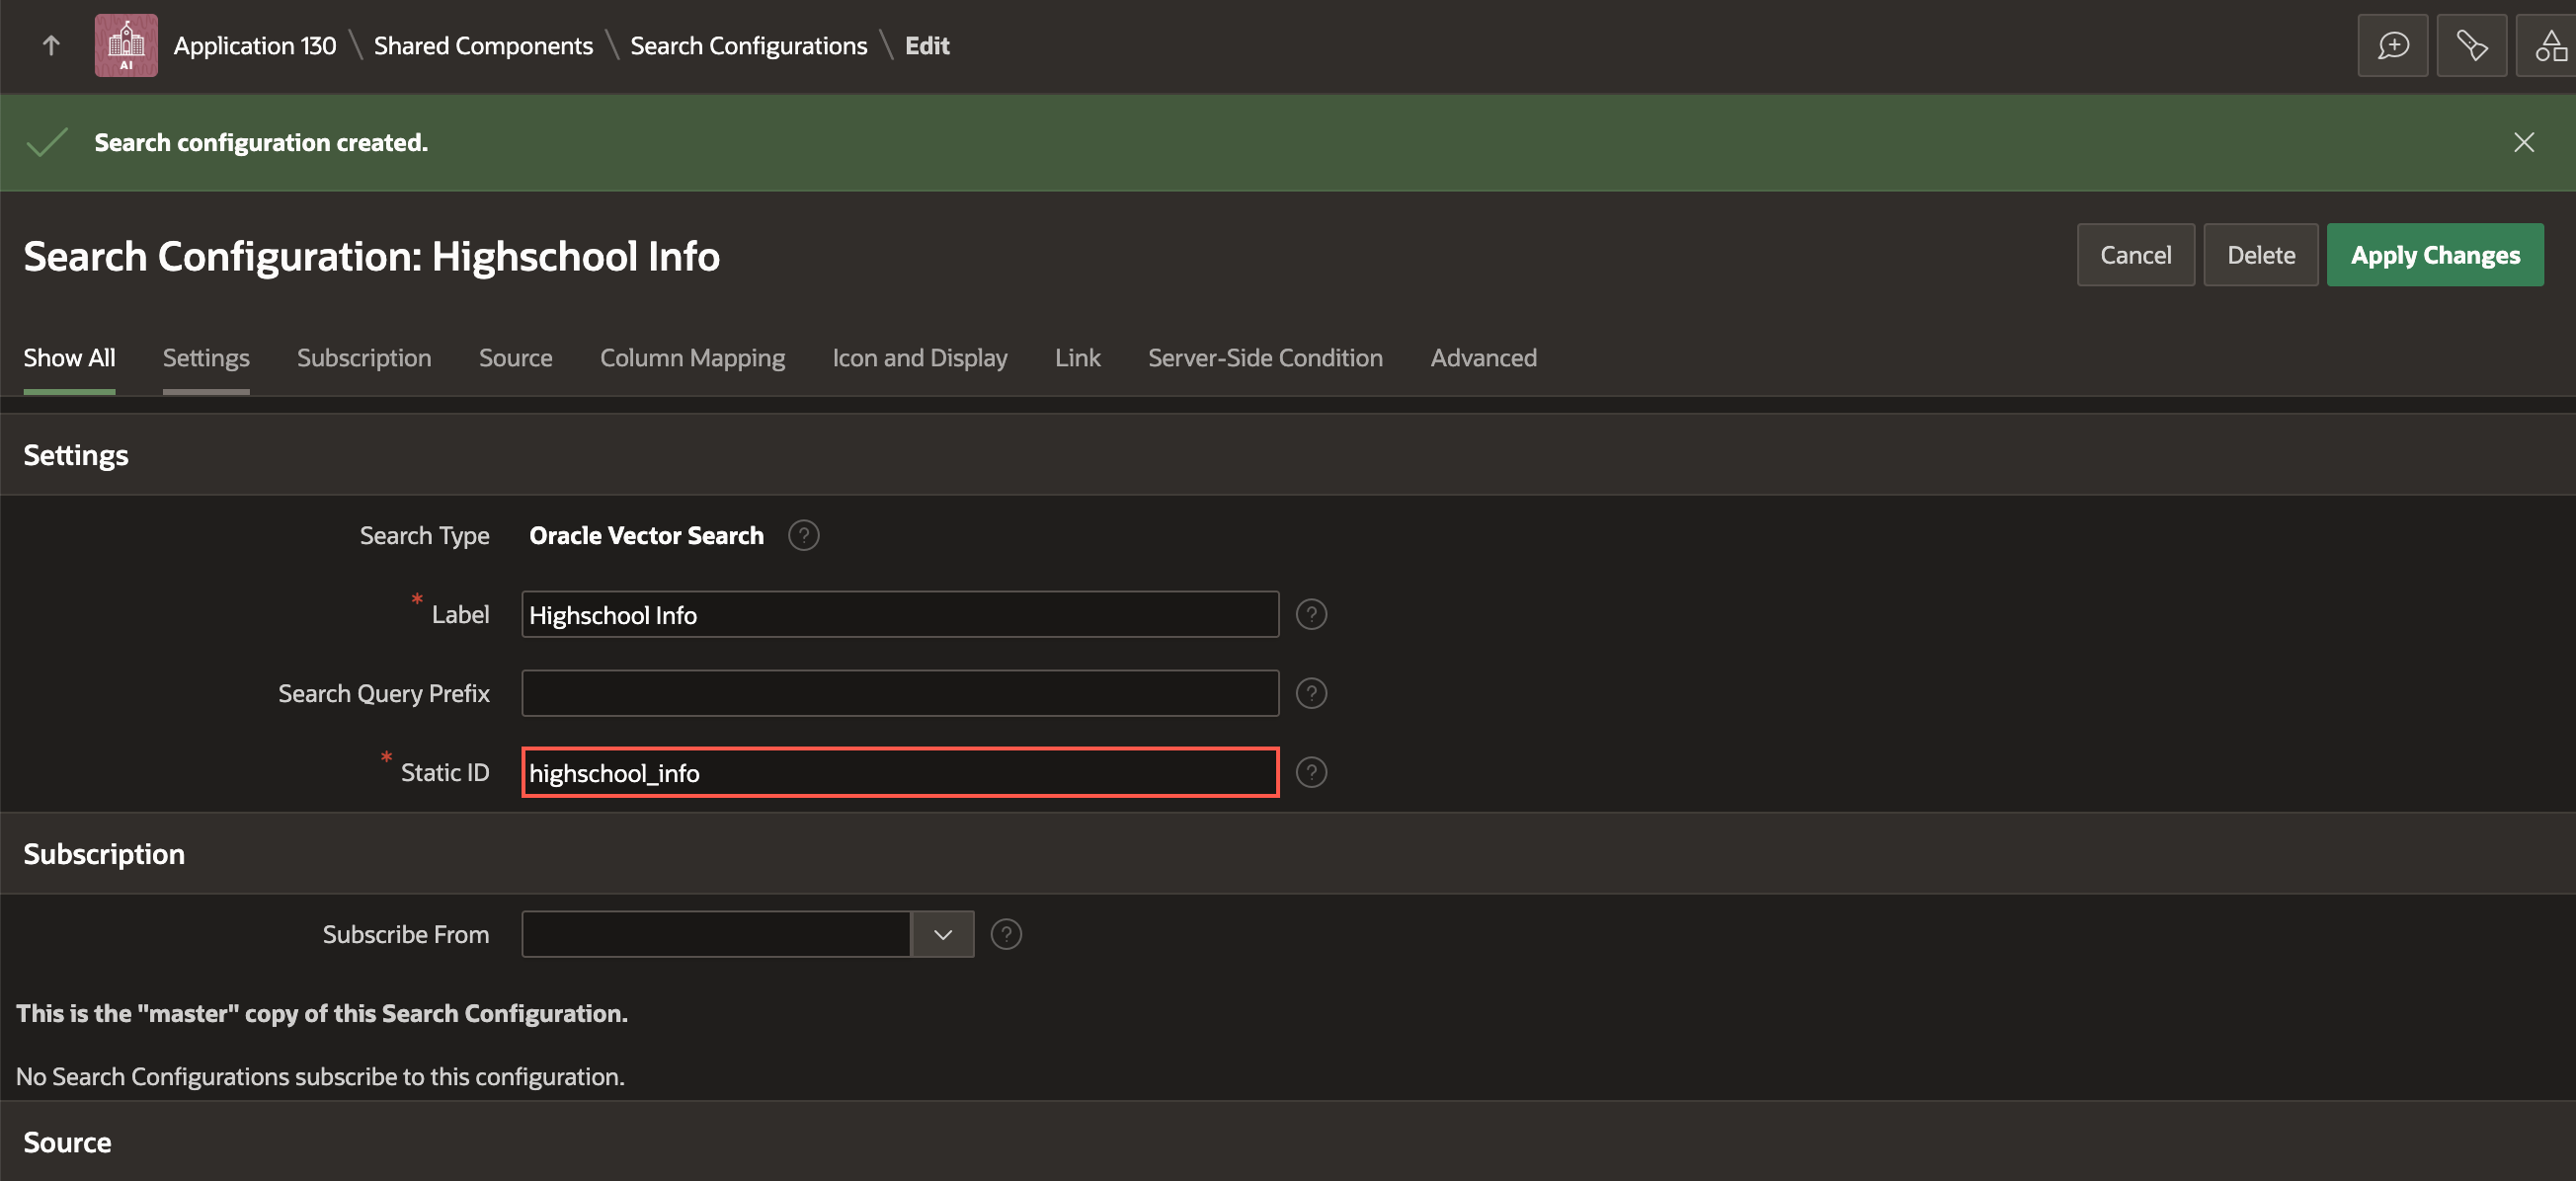 AI
Application 130 \ Shared Components \ Search Configurations \ Edit
Search configuration created.
Search Configuration: Highschool Info
Cancel
Delete
Apply Changes
Show All Settings Subscription Source Column Mapping Icon and Display Link Server-Side Condition Advanced
Settings
Search Type Oracle Vector Search ?
* Label Highschool Info ?
Search Query Prefix ?
* Static ID highschool_info ?
Subscription
Subscribe From ?
This is the "master" copy of this Search Configuration.
No Search Configurations subscribe to this configuration.
Source